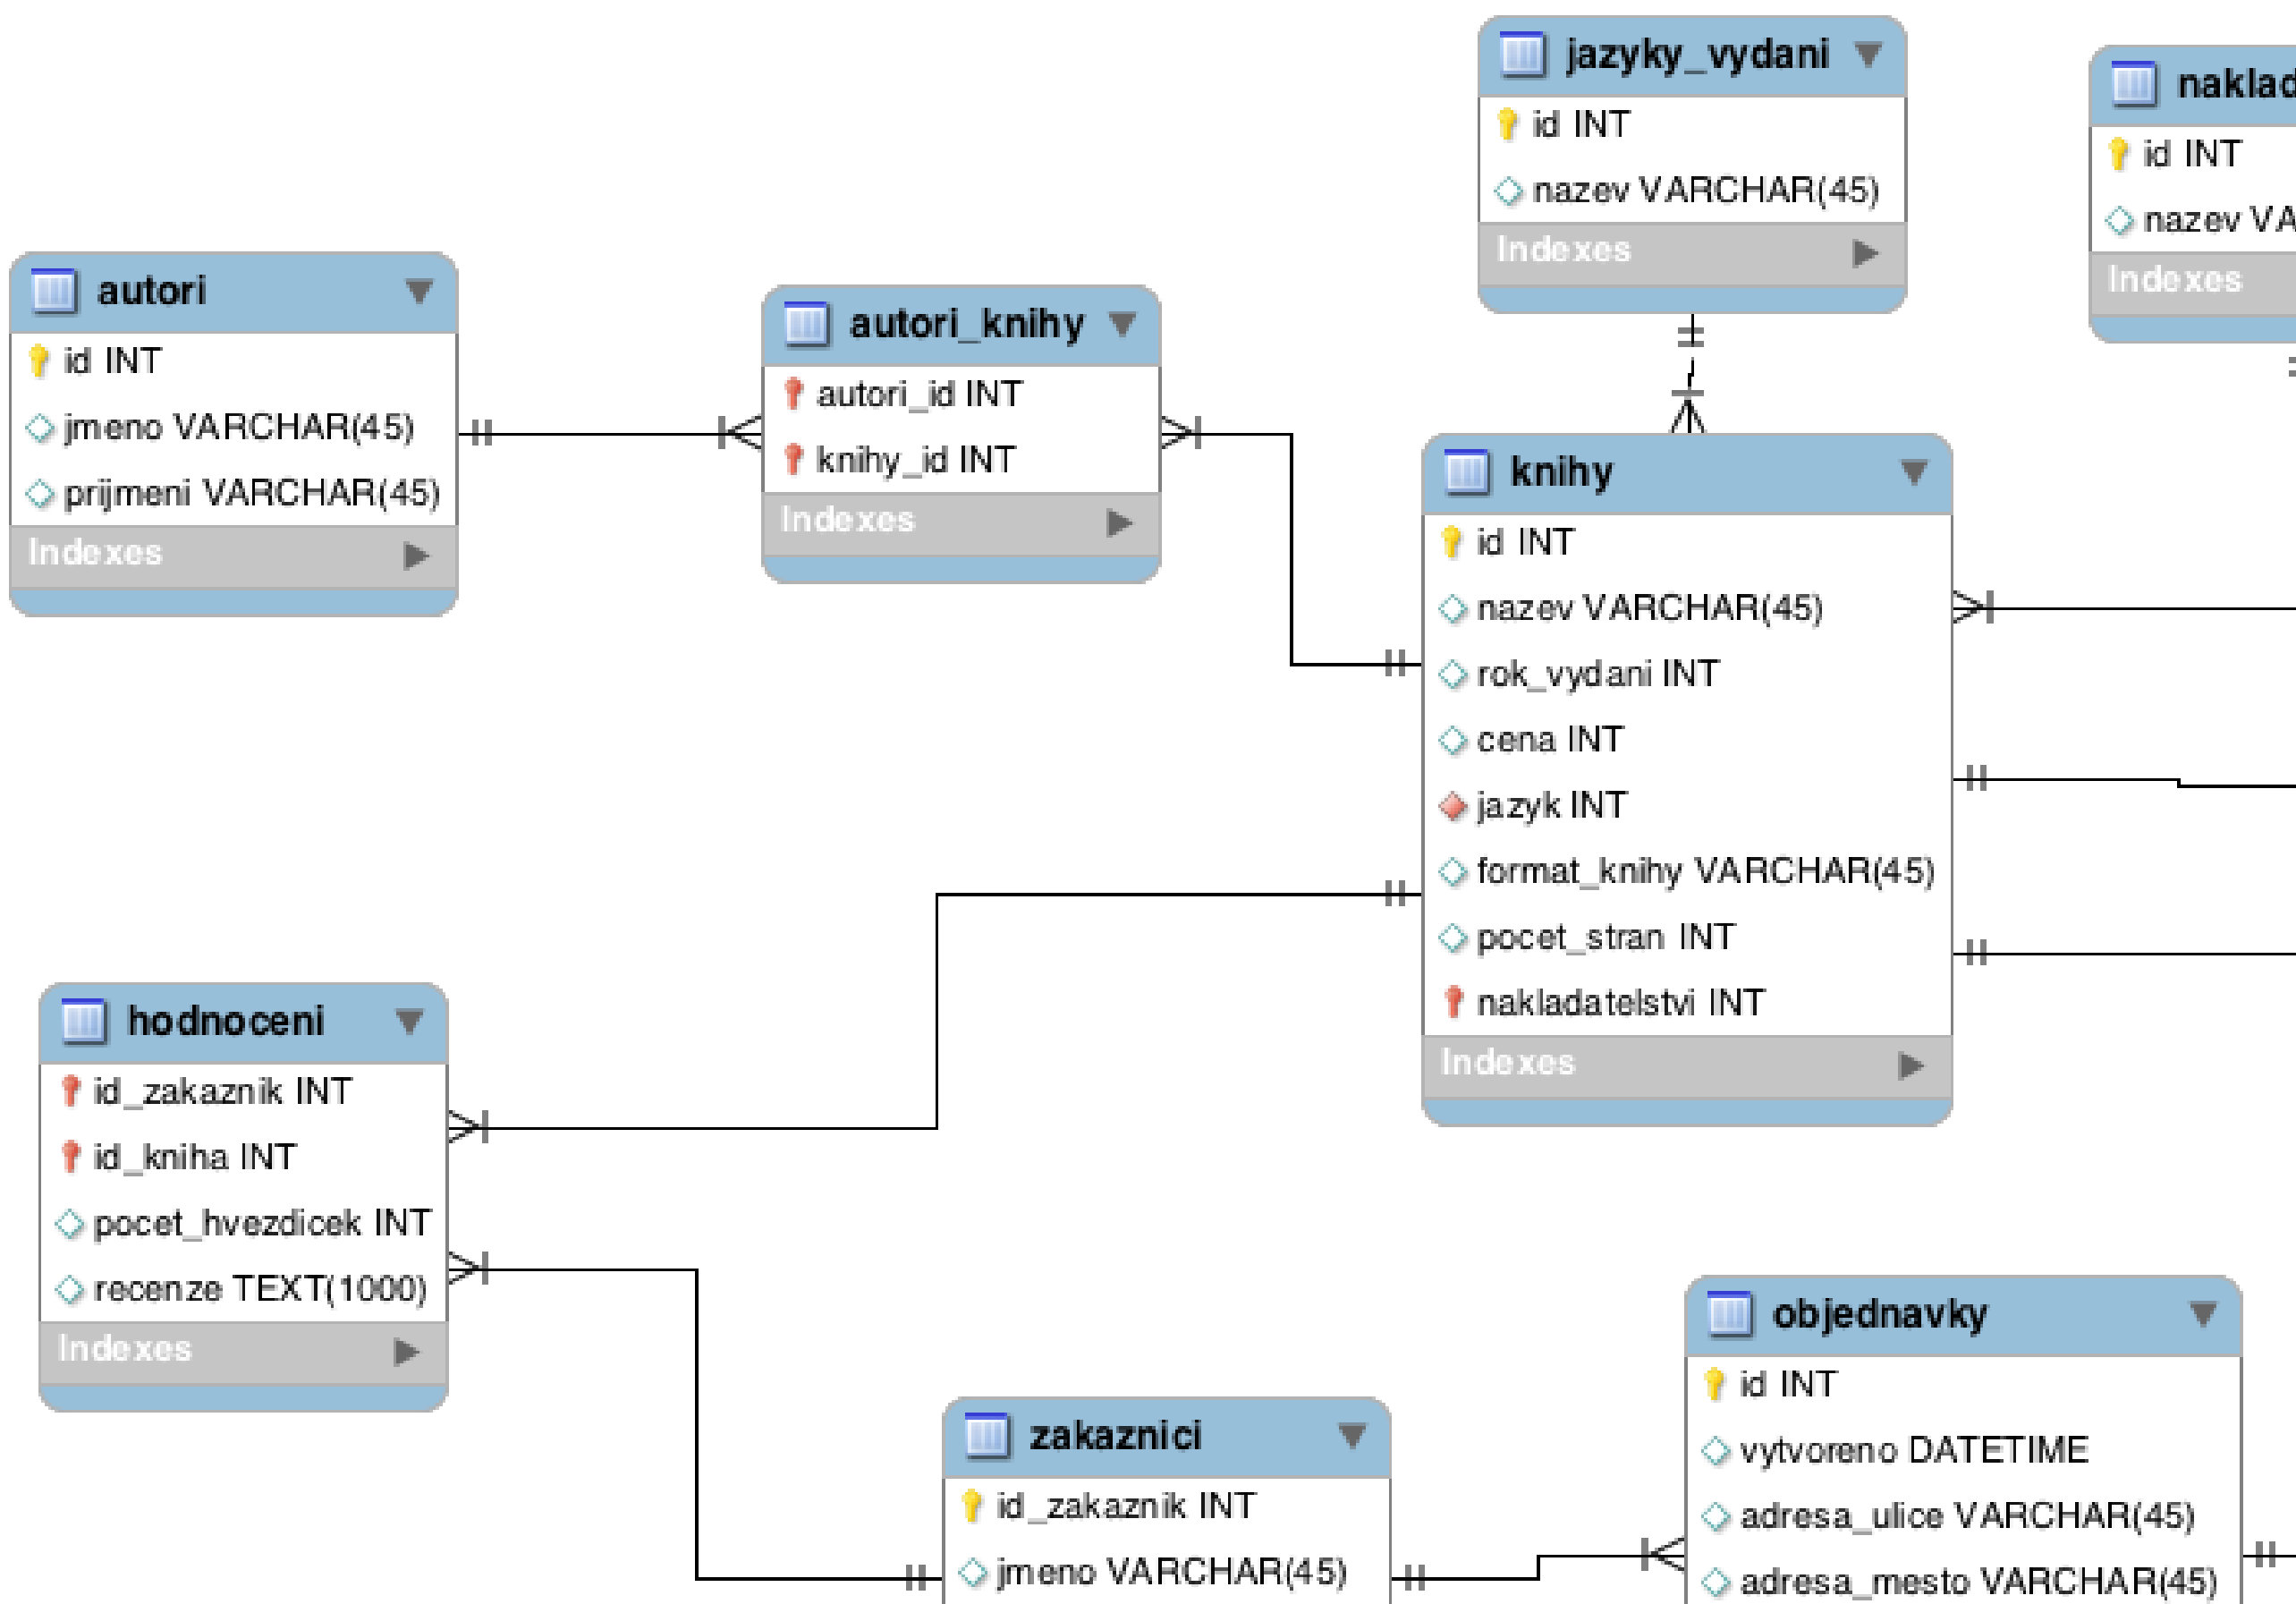 jazyky_vydani
id INT
nazev VARCHAR(45)
Indexes
id INT
nazev
Indexes
autori
id INT
jmeno VARCHAR(45)
prijmeni VARCHAR(45)
Indexes
autori_knihy
autori_id INT
knihy_id INT
Indexes
knihy
id INT
nazev VARCHAR(45)
rok_vydani INT
cena INT
jazyk INT
format_knihy VARCHAR(45)
pocet_stran INT
nakladatelstvi INT
Indexes
hodnoceni
id_zakaznik INT
id_kniha INT
pocet_hvezdicek INT
recenze TEXT(1000)
Indexes
zakaznici
id_zakaznik INT
jmeno VARCHAR(45)
objednavky
id INT
vytvoreno DATETIME
adresa_ulice VARCHAR(45)
adresa_mesto VARCHAR(45)